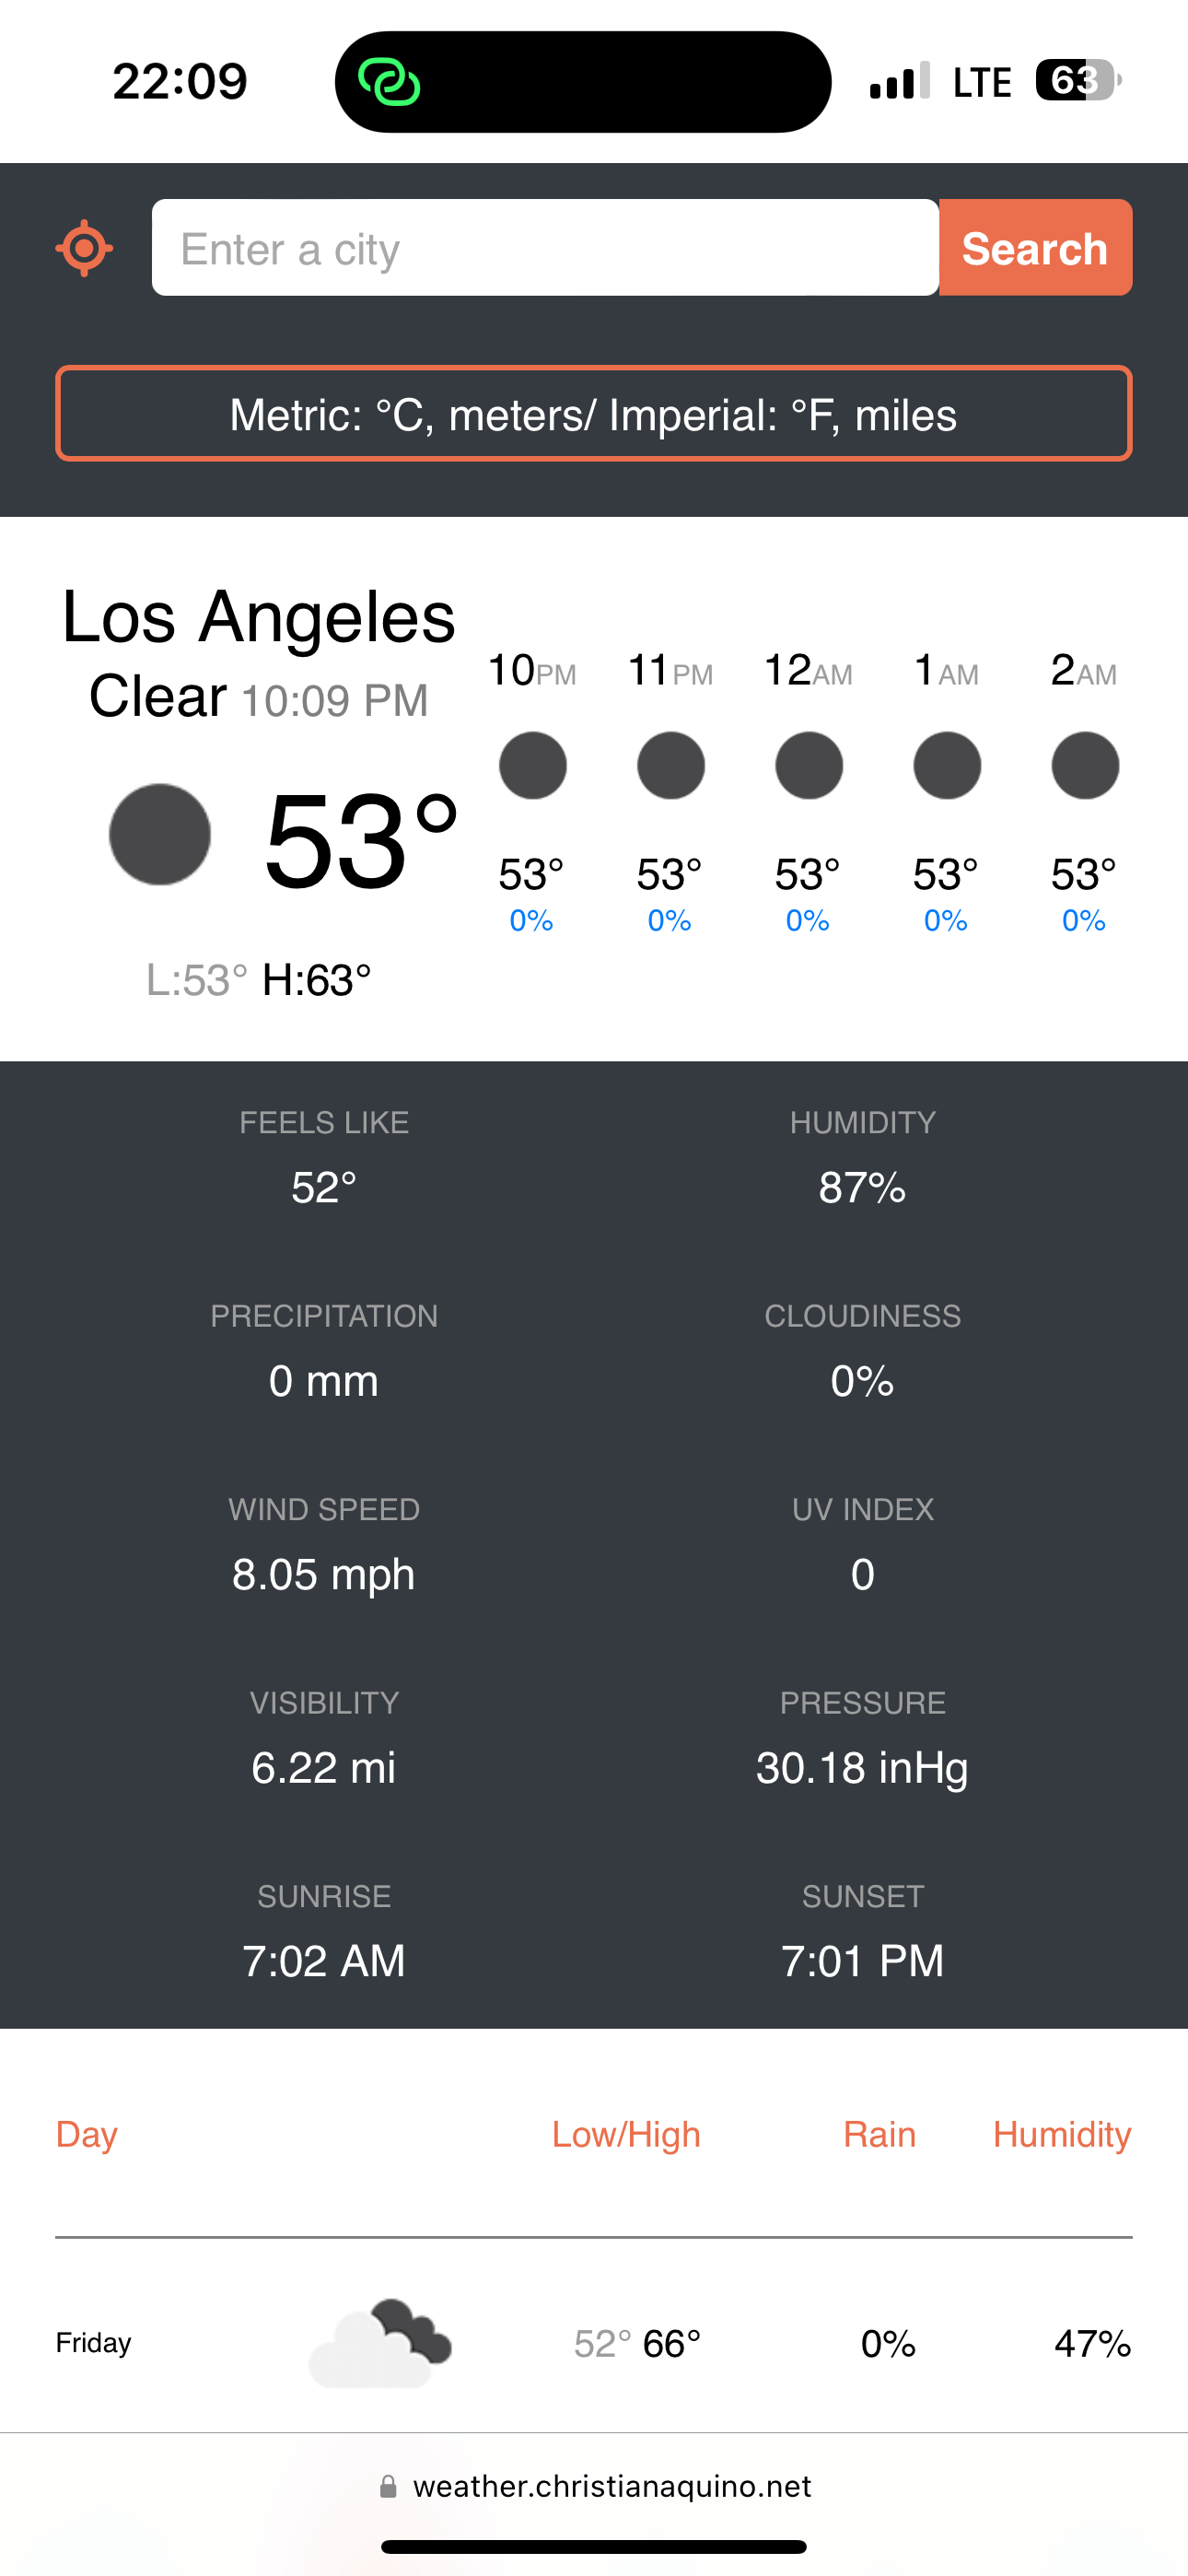 22:09 LTE 63
Enter a city Search
Metric: °C, meters/ Imperial: °F, miles
Los Angeles
Clear 10:09 PM
53°
L:53° H:63°
10PM 11PM 12AM 1AM 2AM
53° 53° 53° 53° 53°
0% 0% 0% 0% 0%
FEELS LIKE HUMIDITY
52° 87%
PRECIPITATION CLOUDINESS
0 mm 0%
WIND SPEED UV INDEX
8.05 mph 0
VISIBILITY PRESSURE
6.22 mi 30.18 inHg
SUNRISE SUNSET
7:02 AM 7:01 PM
Day Low/High Rain Humidity
Friday 52° 66° 0% 47%
weather.christianaquino.net